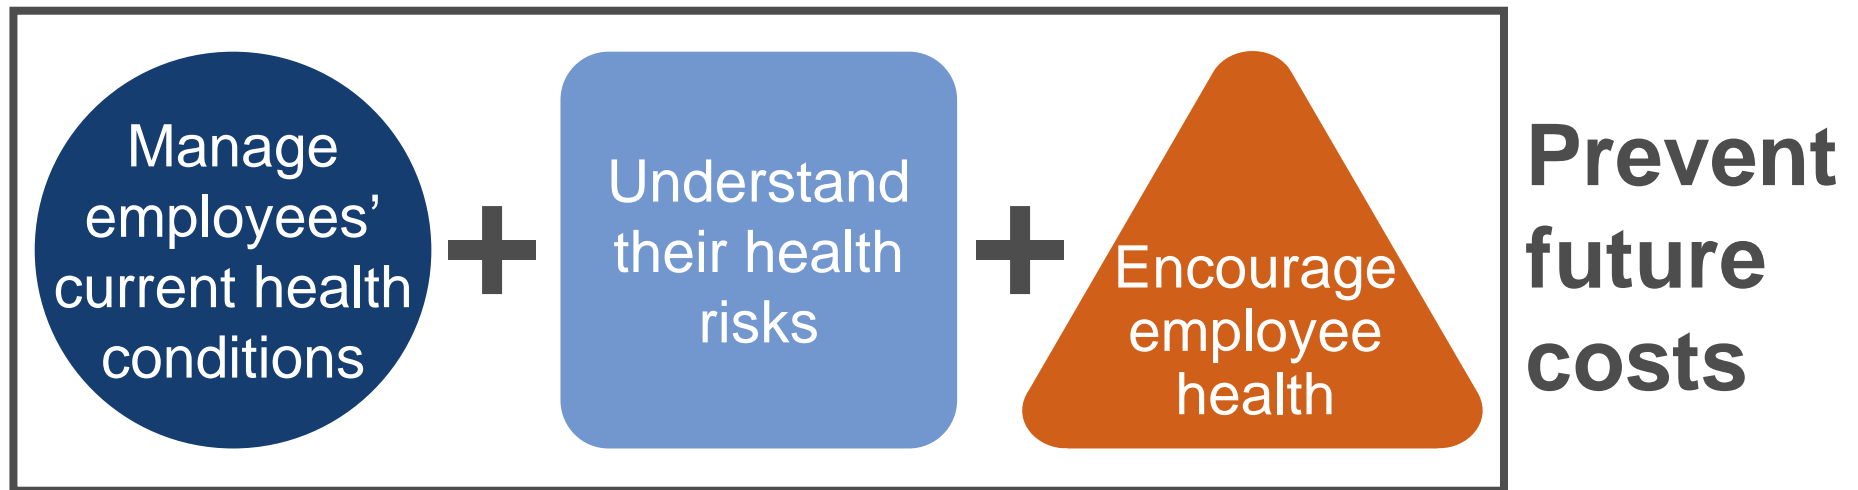 Manage
employees’
current health
conditions
+
Understand
their health
risks
+
Encourage
employee
health
Prevent
future
costs